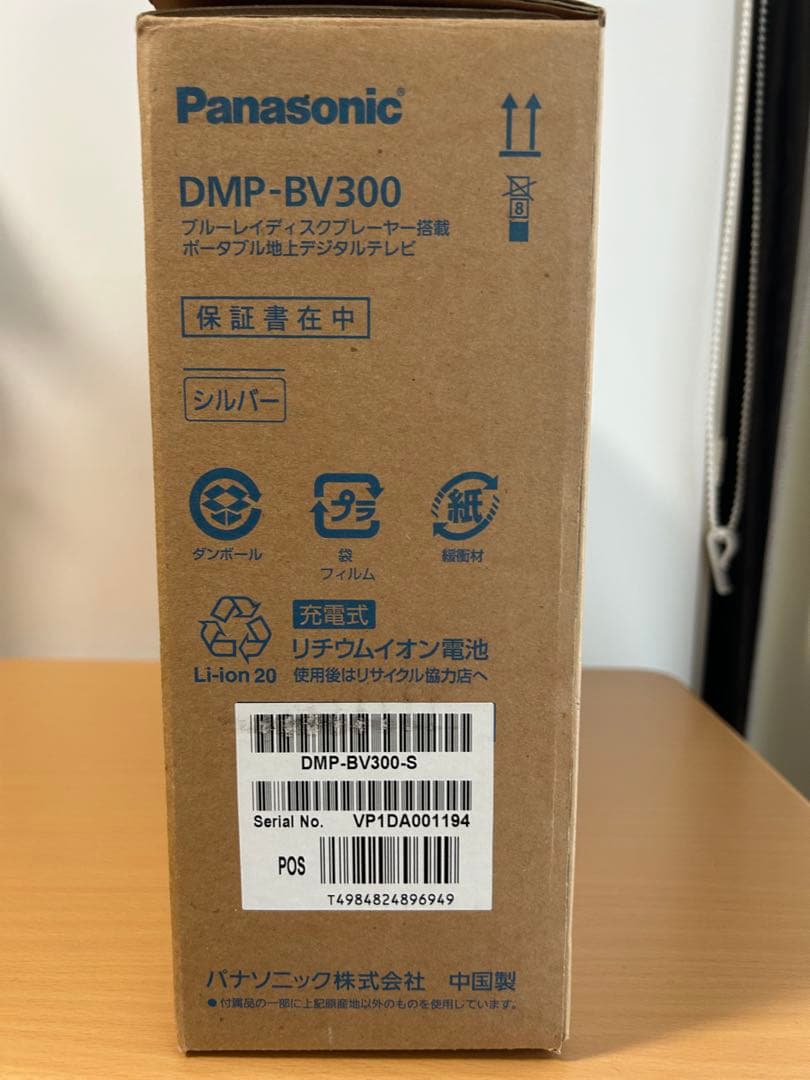 Panasonic®
DMP-BV300
ブルーレイディスクプレーヤー搭載
ポータブル地上デジタルテレビ
8
保証書在中
シルバー
プラ
紙
ダンボール
袋
フィルム
緩衝材
充電式
リチウムイオン電池
Li-ion 20
使用後はリサイクル協力店へ
DMP-BV300-S
Serial No. VP1DA001194
POS
T4984824896949
パナソニック株式会社 中国製
●付属品の一部に上記原産地以外のものを使用しています。